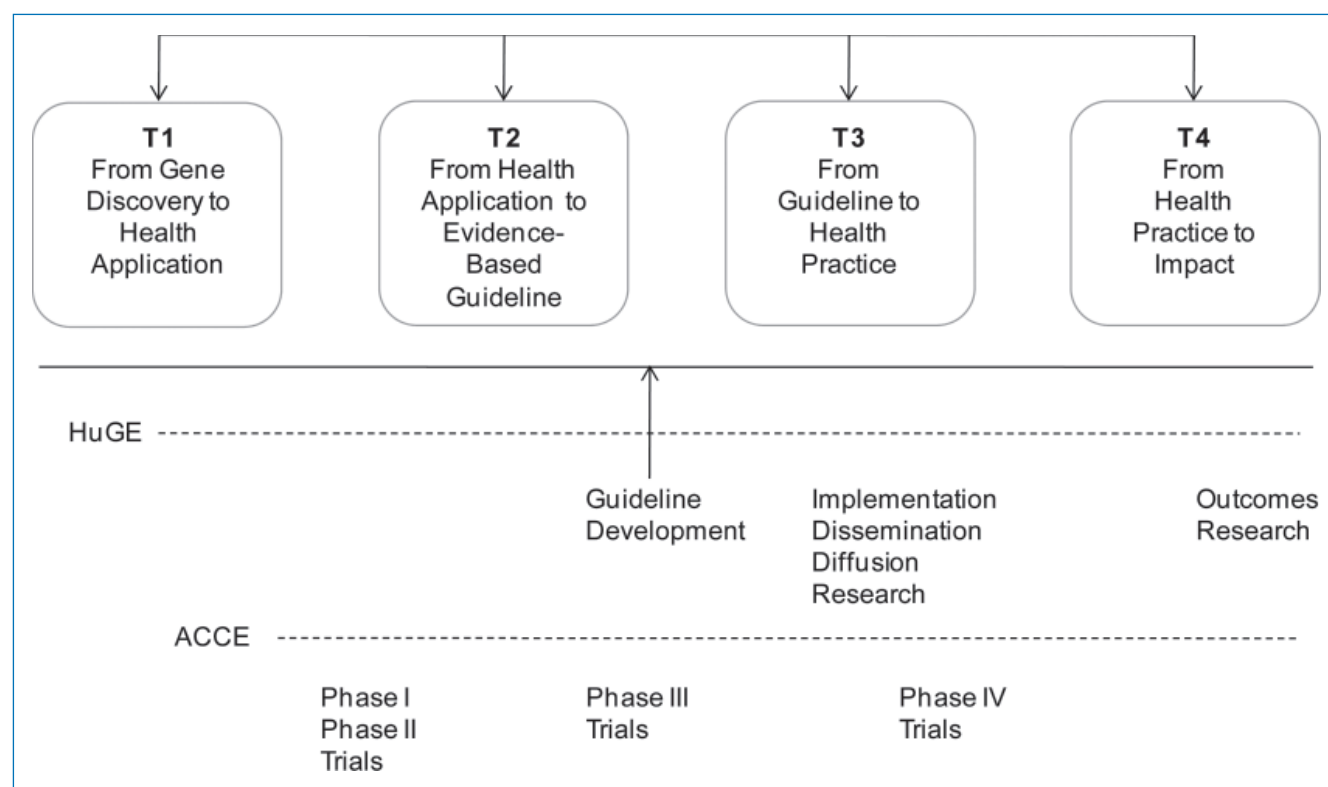 T1
From Gene
Discovery to
Health
Application
T2
From Health
Application to
Evidence-
Based
Guideline
T3
From
Guideline to
Health
Practice
T4
From
Health
Practice to
Impact
HuGE
Guideline
Development
Implementation
Dissemination
Diffusion
Research
Outcomes
Research
ACCE
Phase I
Phase II
Trials
Phase III
Trials
Phase IV
Trials